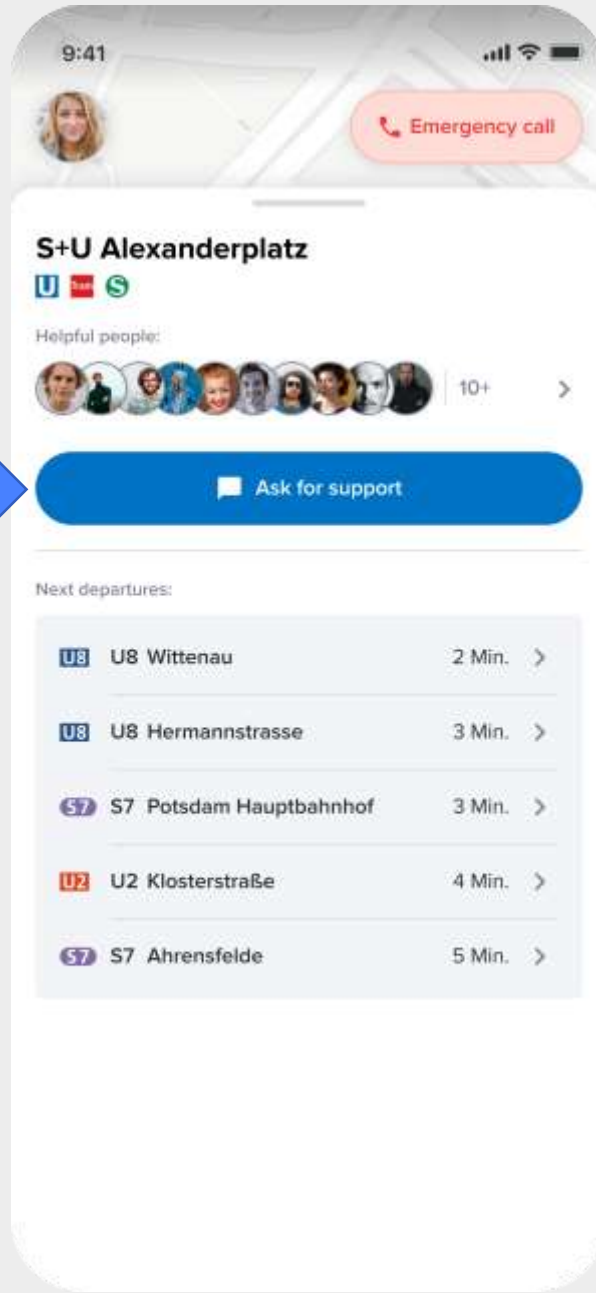 9:41
Emergency call
S+U Alexanderplatz
U Tram S
Helpful people:
10+
Ask for support
Next departures:
U8 U8 Wittenau 2 Min.
U8 U8 Hermannstrasse 3 Min.
S7 S7 Potsdam Hauptbahnhof 3 Min.
U2 U2 Klosterstraße 4 Min.
S7 S7 Ahrensfelde 5 Min.